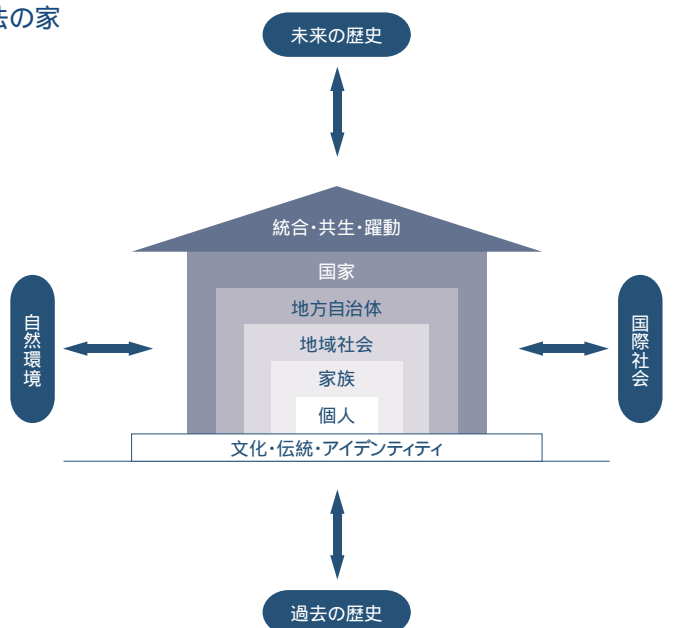 の家
未来の歴史
統合・共生・躍動
国家
地方自治体
地域社会
家族
個人
文化・伝統・アイデンティティ
自然環境
国際社会
過去の歴史